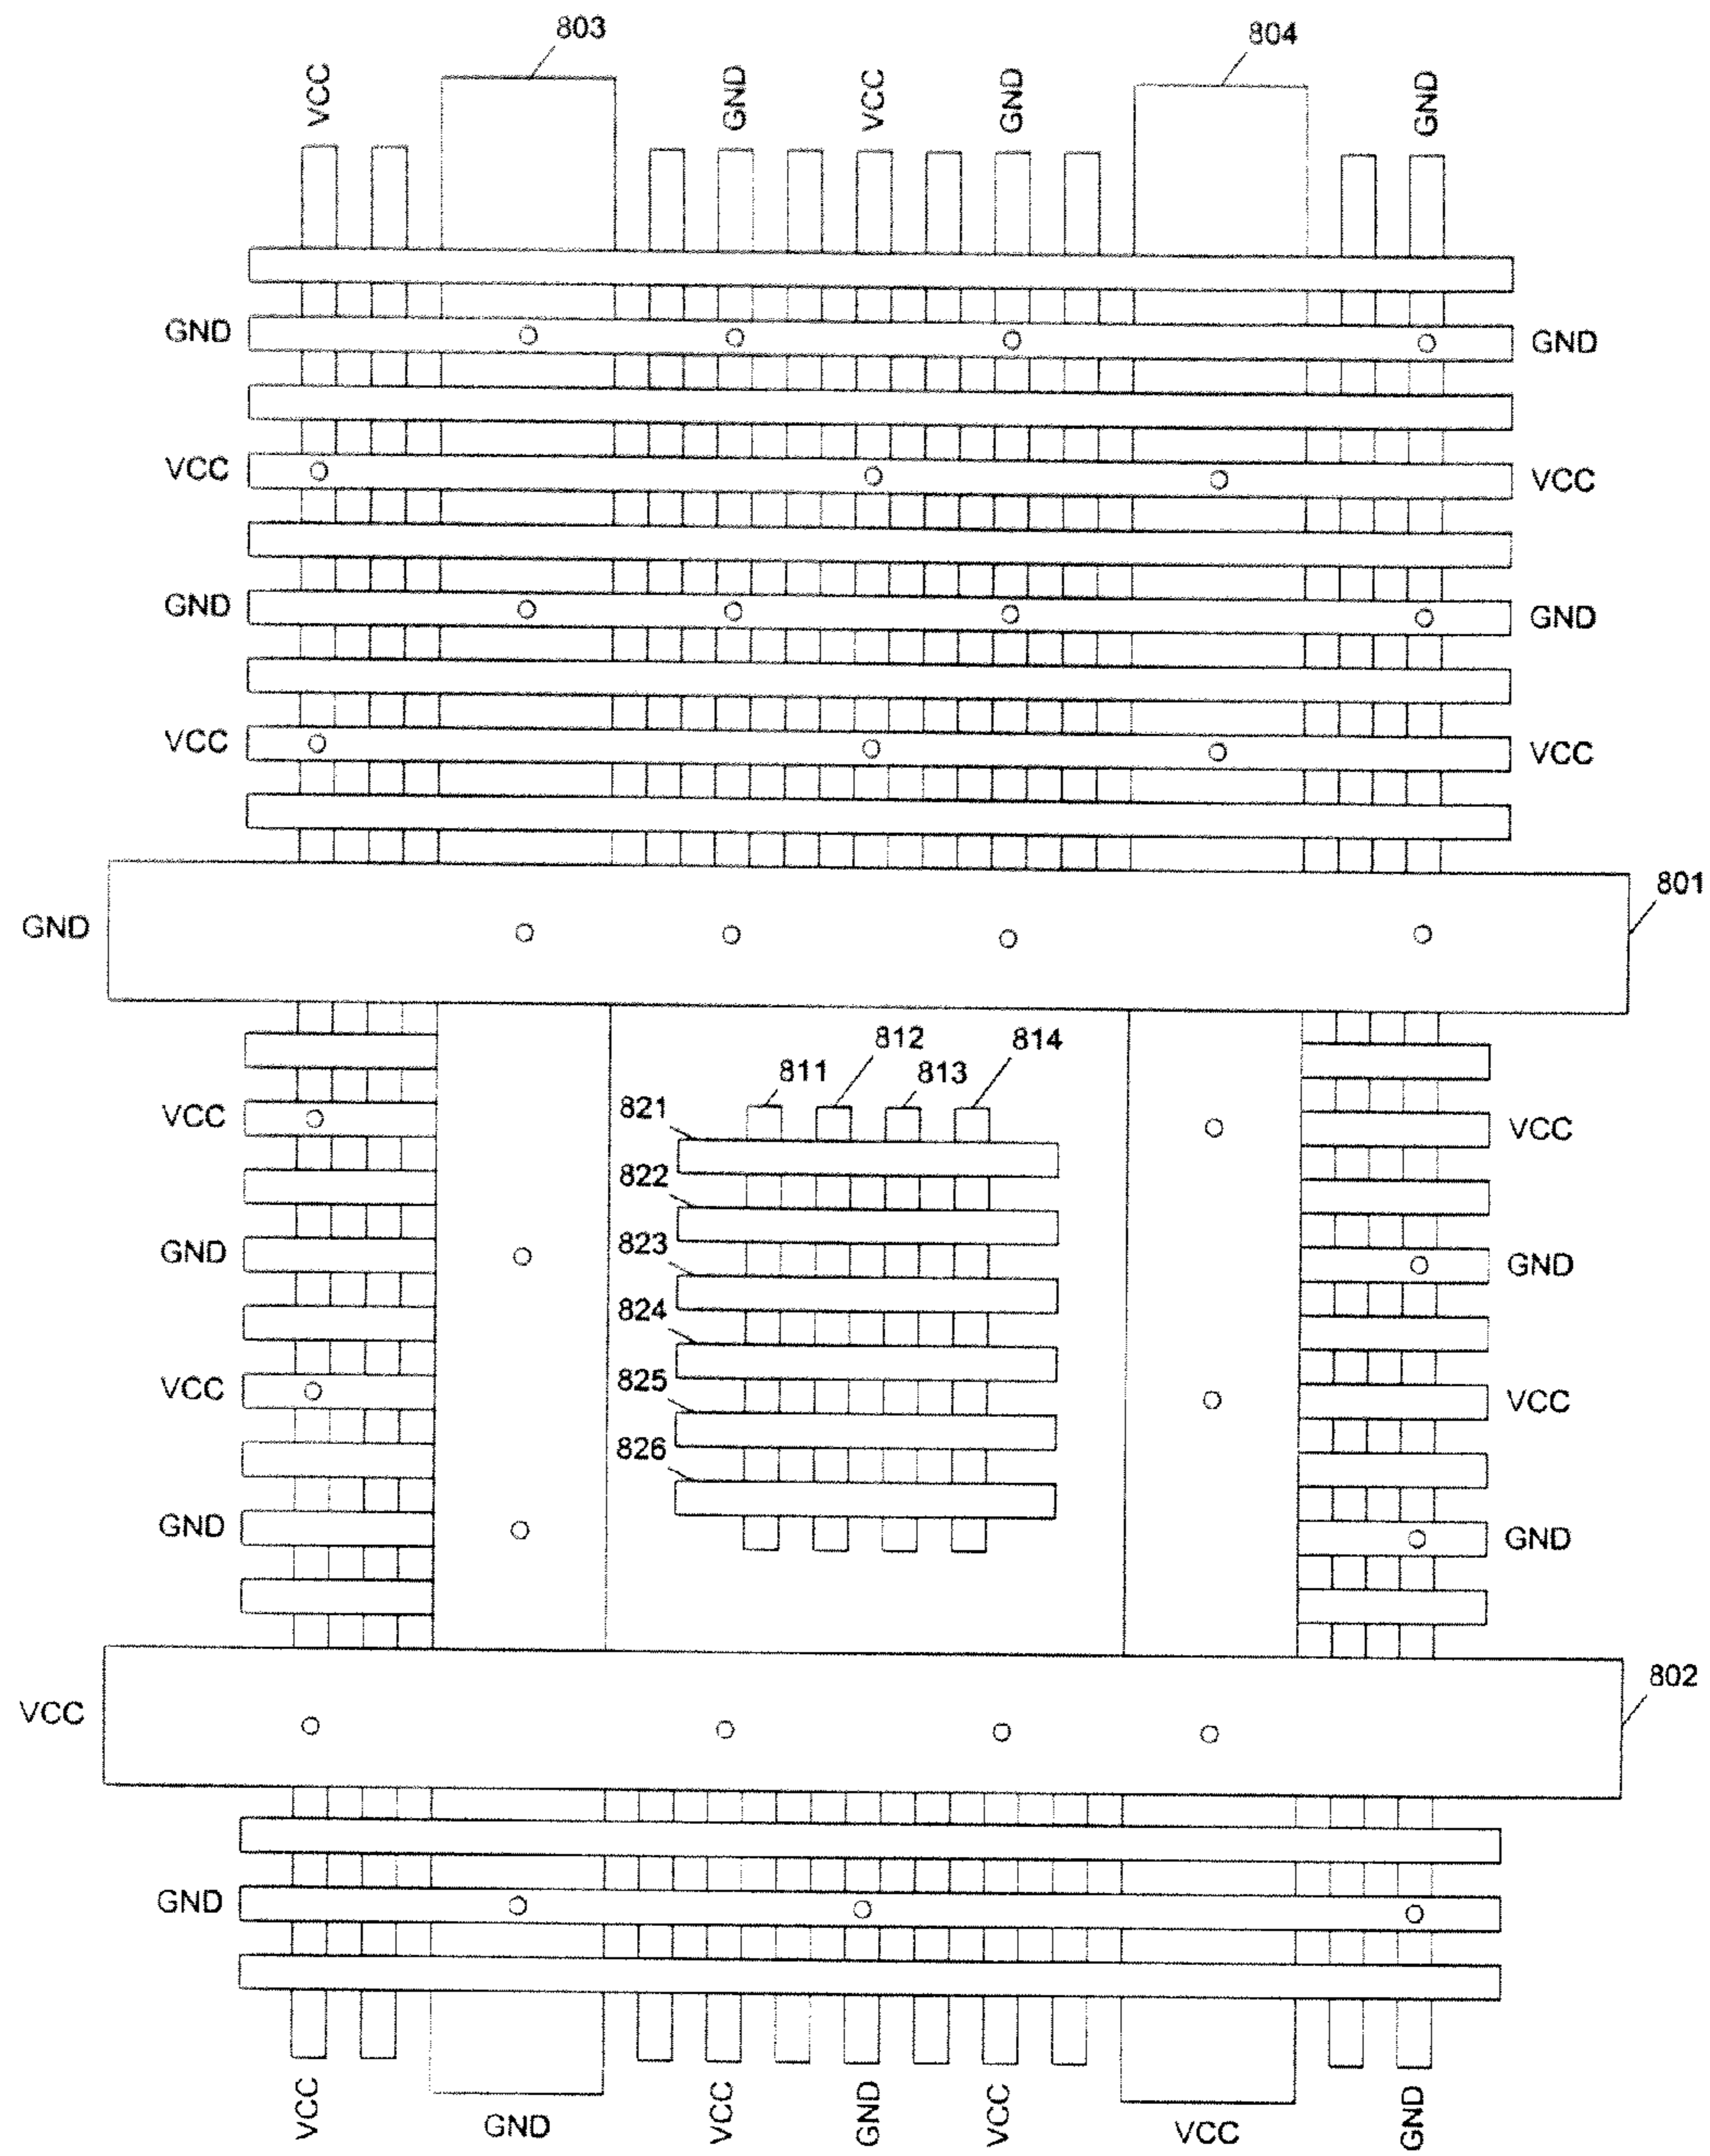 803
804
VCC
GND
VCC
GND
GND
GND
GND
VCC
VCC
GND
GND
VCC
VCC
801
GND
811
812
813
814
821
VCC
VCC
822
823
GND
GND
824
825
VCC
VCC
826
GND
GND
802
VCC
GND
VCC
GND
VCC
GND
VCC
VCC
GND